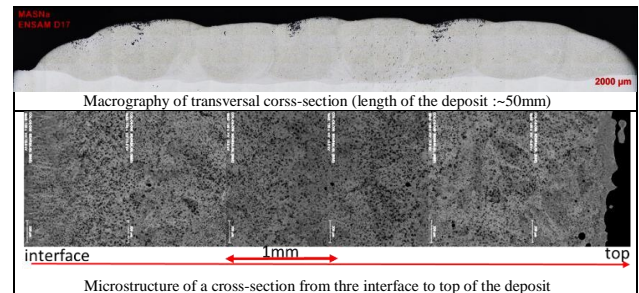 MASNa
ENSAM D17
2000 µm
Macrography of transversal corss-section (length of the deposit :~50mm)
interface
1mm
top
Microstructure of a cross-section from thre interface to top of the deposit